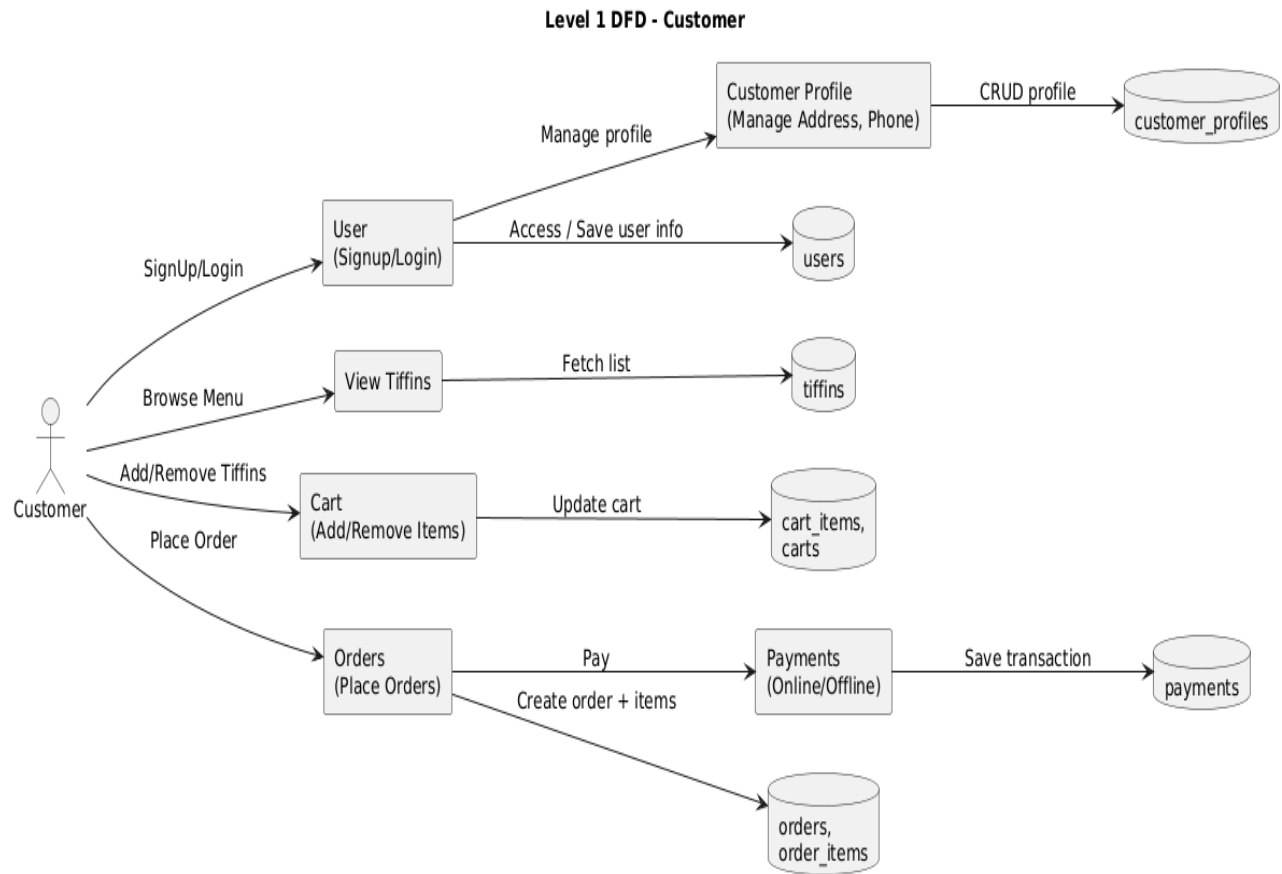 Level 1 DFD - Customer
Customer Profile
(Manage Address, Phone)
CRUD profile
customer_profiles
Manage profile
User
(Signup/Login)
Access / Save user info
users
SignUp/Login
View Tiffins
Fetch list
tiffins
Browse Menu
Customer
Add/Remove Tiffins
Cart
(Add/Remove Items)
Update cart
cart_items,
carts
Place Order
Orders
(Place Orders)
Pay
Payments
(Online/Offline)
Save transaction
payments
Create order + items
orders,
order_items